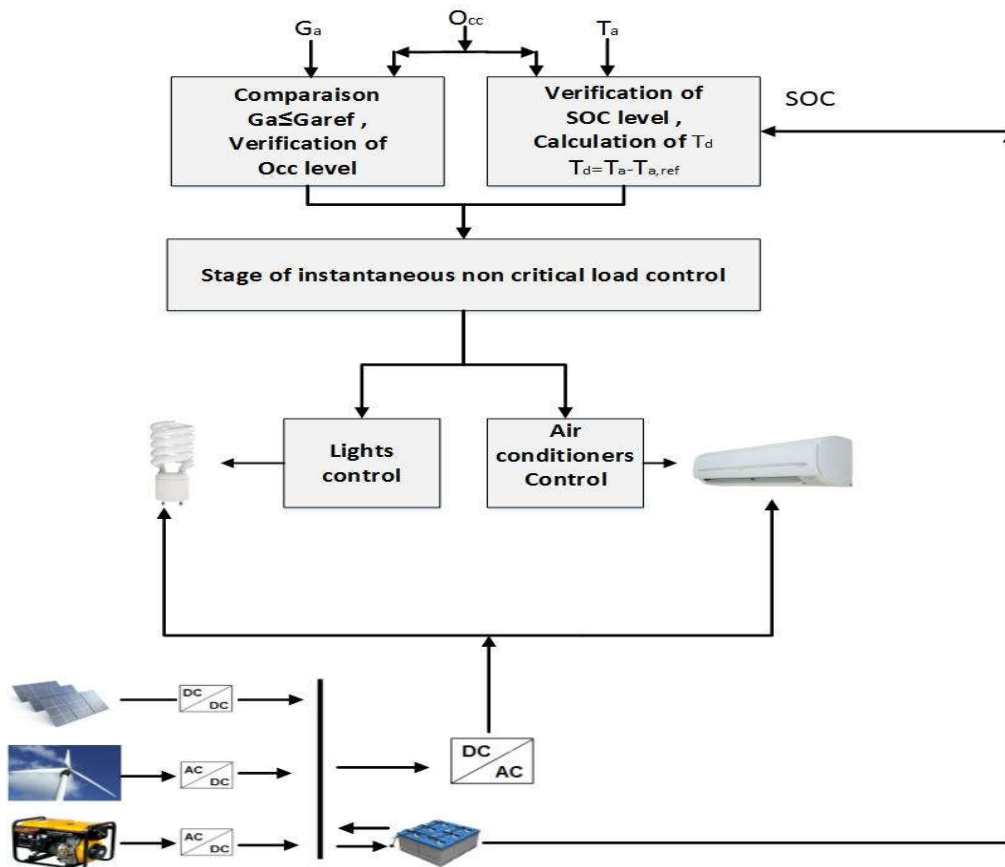 Ga
Occ
Ta
Comparaison
Ga≤Garef ,
Verification of
Occ level
Verification of
SOC level ,
Calculation of Td
Td=Ta-Ta,ref
SOC
Stage of instantaneous non critical load control
Lights
control
Air
conditioners
Control
DC
DC
AC
DC
DC
AC
AC
DC